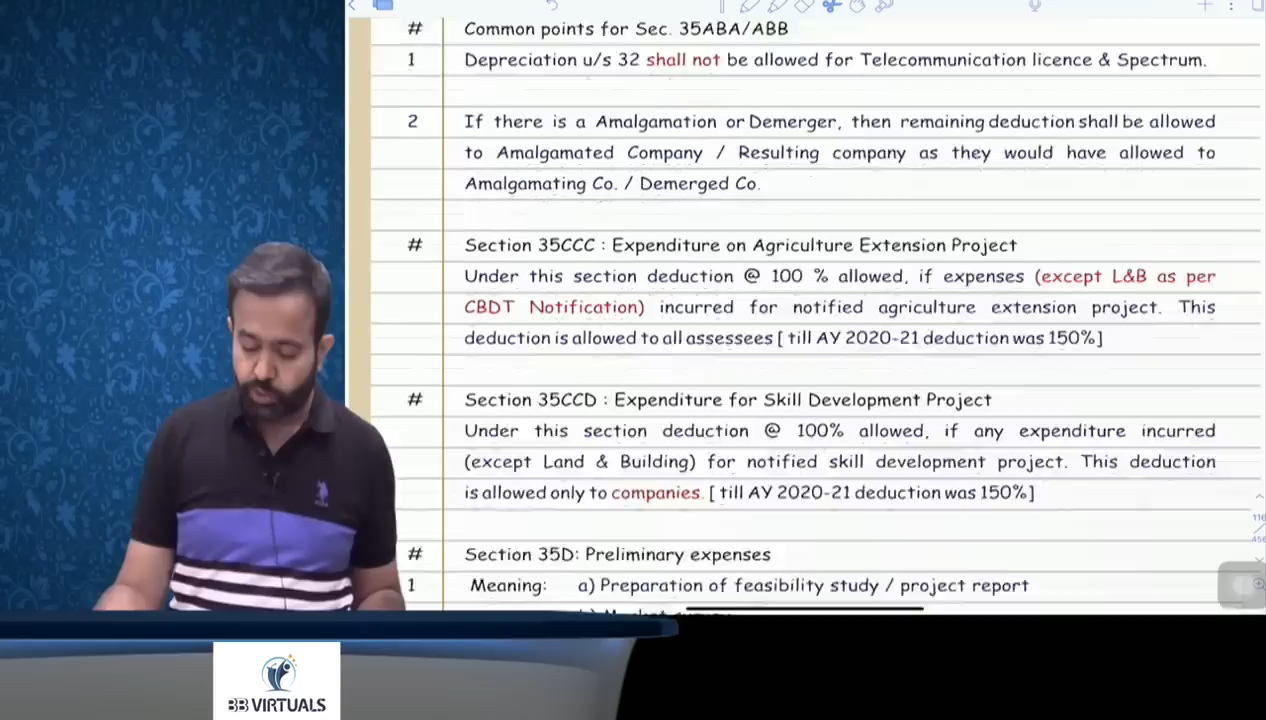 # Common points for Sec. 35ABA/ABB
1 Depreciation u/s 32 shall not be allowed for Telecommunication licence & Spectrum.
2 If there is a Amalgamation or Demerger, then remaining deduction shall be allowed
to Amalgamated Company / Resulting company as they would have allowed to
Amalgamating Co. / Demerged Co.
# Section 35CCC : Expenditure on Agriculture Extension Project
Under this section deduction @ 100 % allowed, if expenses (except L&B as per
CBDT Notification) incurred for notified agriculture extension project. This
deduction is allowed to all assessees [ till AY 2020-21 deduction was 150%]
# Section 35CCD : Expenditure for Skill Development Project
Under this section deduction @ 100% allowed, if any expenditure incurred
(except Land & Building) for notified skill development project. This deduction
is allowed only to companies. [ till AY 2020-21 deduction was 150%]
# Section 35D: Preliminary expenses
1 Meaning: a) Preparation of feasibility study / project report
BB VIRTUALS